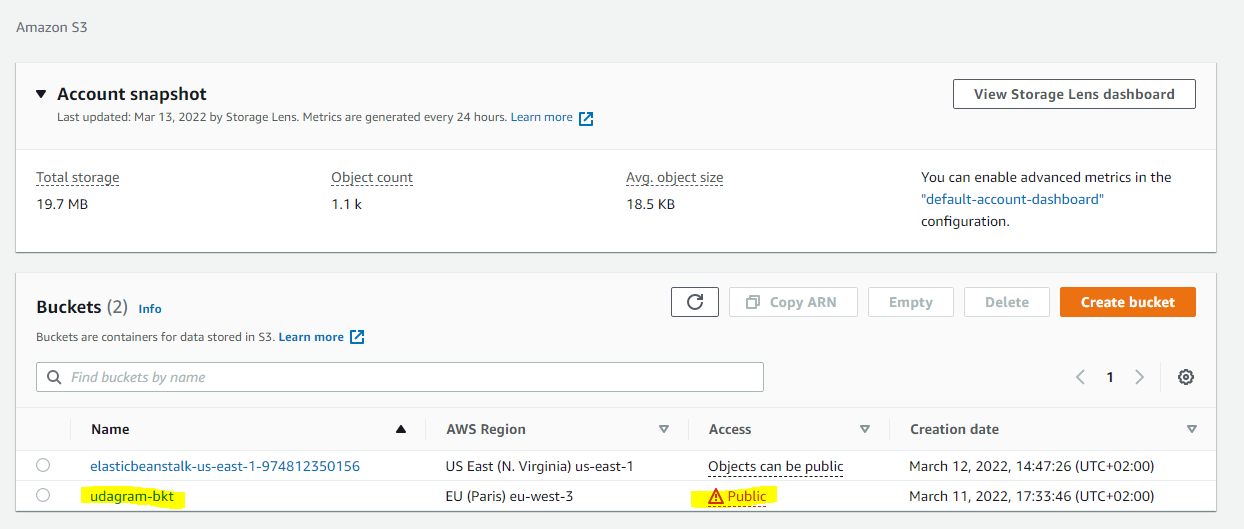 Amazon S3
Account snapshot
View Storage Lens dashboard
Last updated: Mar 13, 2022 by Storage Lens. Metrics are generated every 24 hours. Learn more
Total storage
19.7 MB
Object count
1.1 k
Avg. object size
18.5 KB
You can enable advanced metrics in the
"default-account-dashboard"
configuration.
Buckets (2) Info
Copy ARN
Empty
Delete
Create bucket
Buckets are containers for data stored in S3. Learn more
Find buckets by name
1
Name AWS Region Access Creation date
elasticbeanstalk-us-east-1-974812350156 US East (N. Virginia) us-east-1 Objects can be public March 12, 2022, 14:47:26 (UTC+02:00)
udagram-bkt EU (Paris) eu-west-3 Public March 11, 2022, 17:33:46 (UTC+02:00)